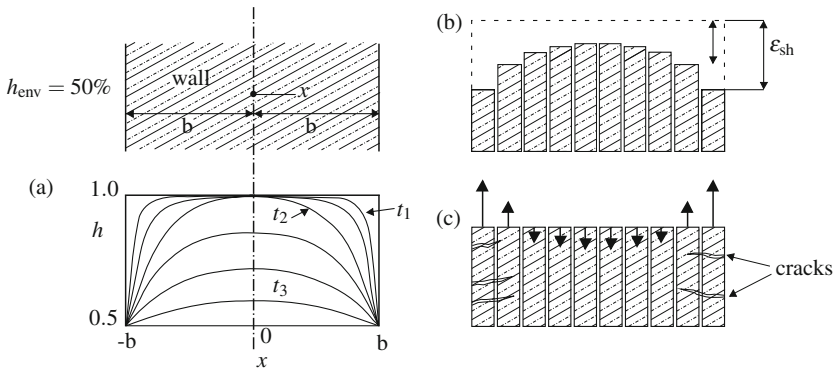 h_env = 50%
wall
x
b b
(a)
1.0
h
0.5
t_1
t_2
t_3
-b 0 b
x
(b)
ε_sh
(c)
cracks